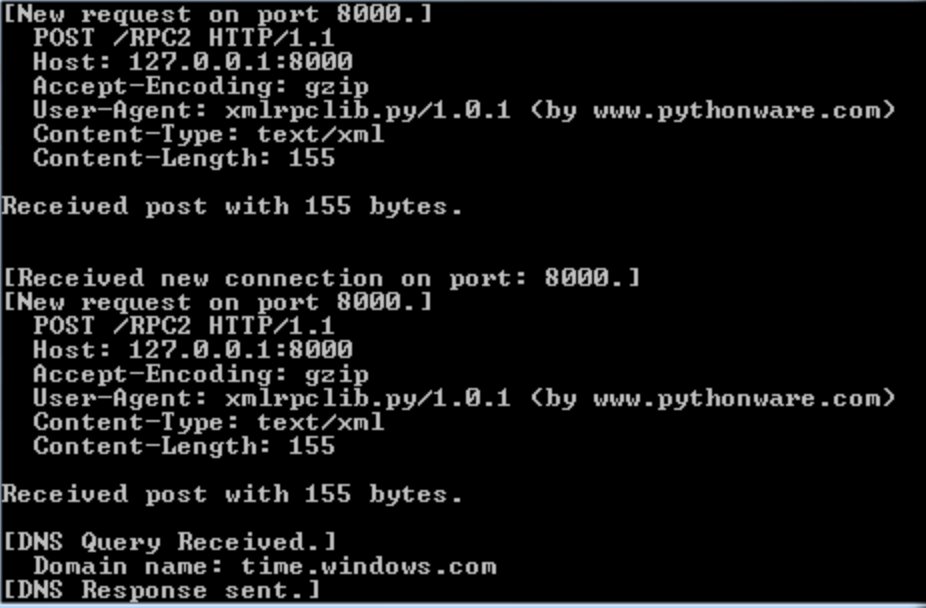 [New request on port 8000.]
POST /RPC2 HTTP/1.1
Host: 127.0.0.1:8000
Accept-Encoding: gzip
User-Agent: xmlrpclib.py/1.0.1 (by www.pythonware.com)
Content-Type: text/xml
Content-Length: 155
Received post with 155 bytes.
[Received new connection on port: 8000.]
[New request on port 8000.]
POST /RPC2 HTTP/1.1
Host: 127.0.0.1:8000
Accept-Encoding: gzip
User-Agent: xmlrpclib.py/1.0.1 (by www.pythonware.com)
Content-Type: text/xml
Content-Length: 155
Received post with 155 bytes.
[DNS Query Received.]
Domain name: time.windows.com
[DNS Response sent.]